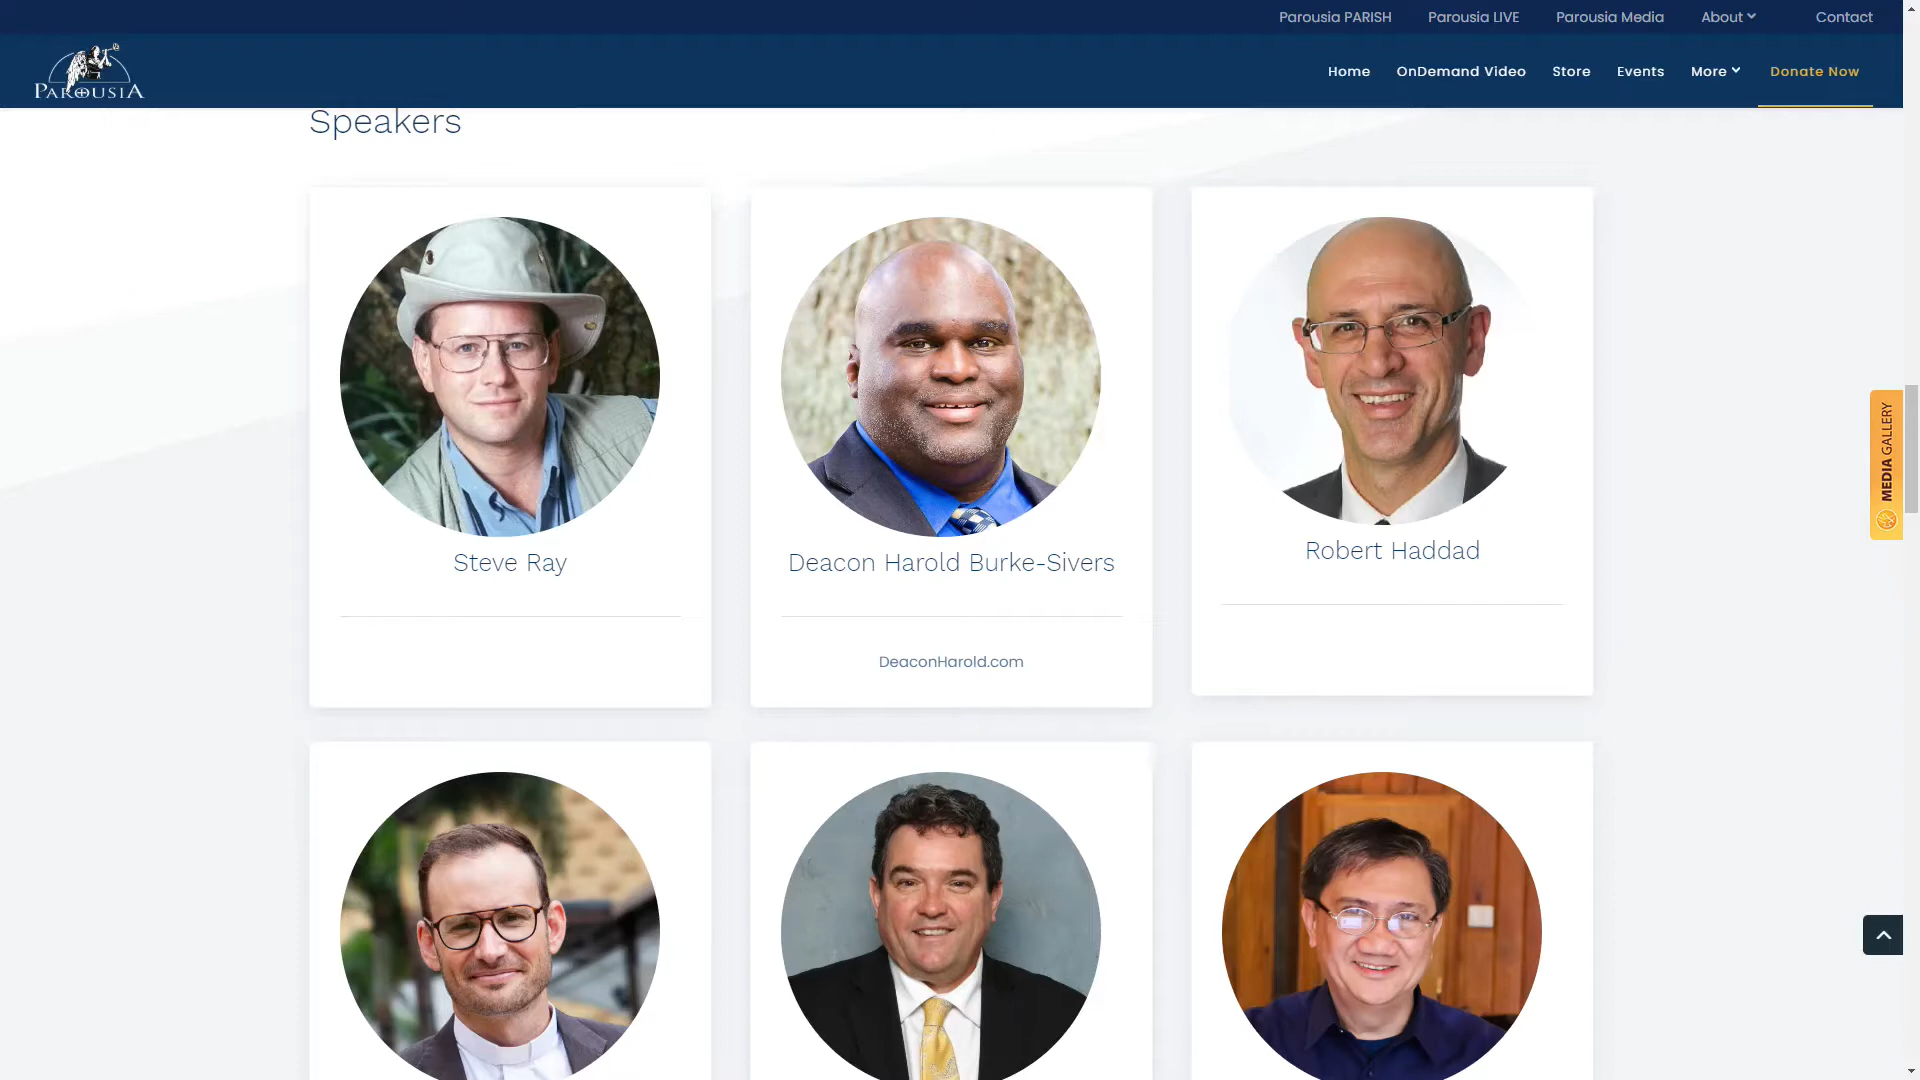 Parousia PARISH
Parousia LIVE
Parousia Media
About
Contact
PAROUSIA
Home
OnDemand Video
Store
Events
More
Donate Now
Speakers
Steve Ray
Deacon Harold Burke-Sivers
Robert Haddad
DeaconHarold.com
MEDIA GALLERY